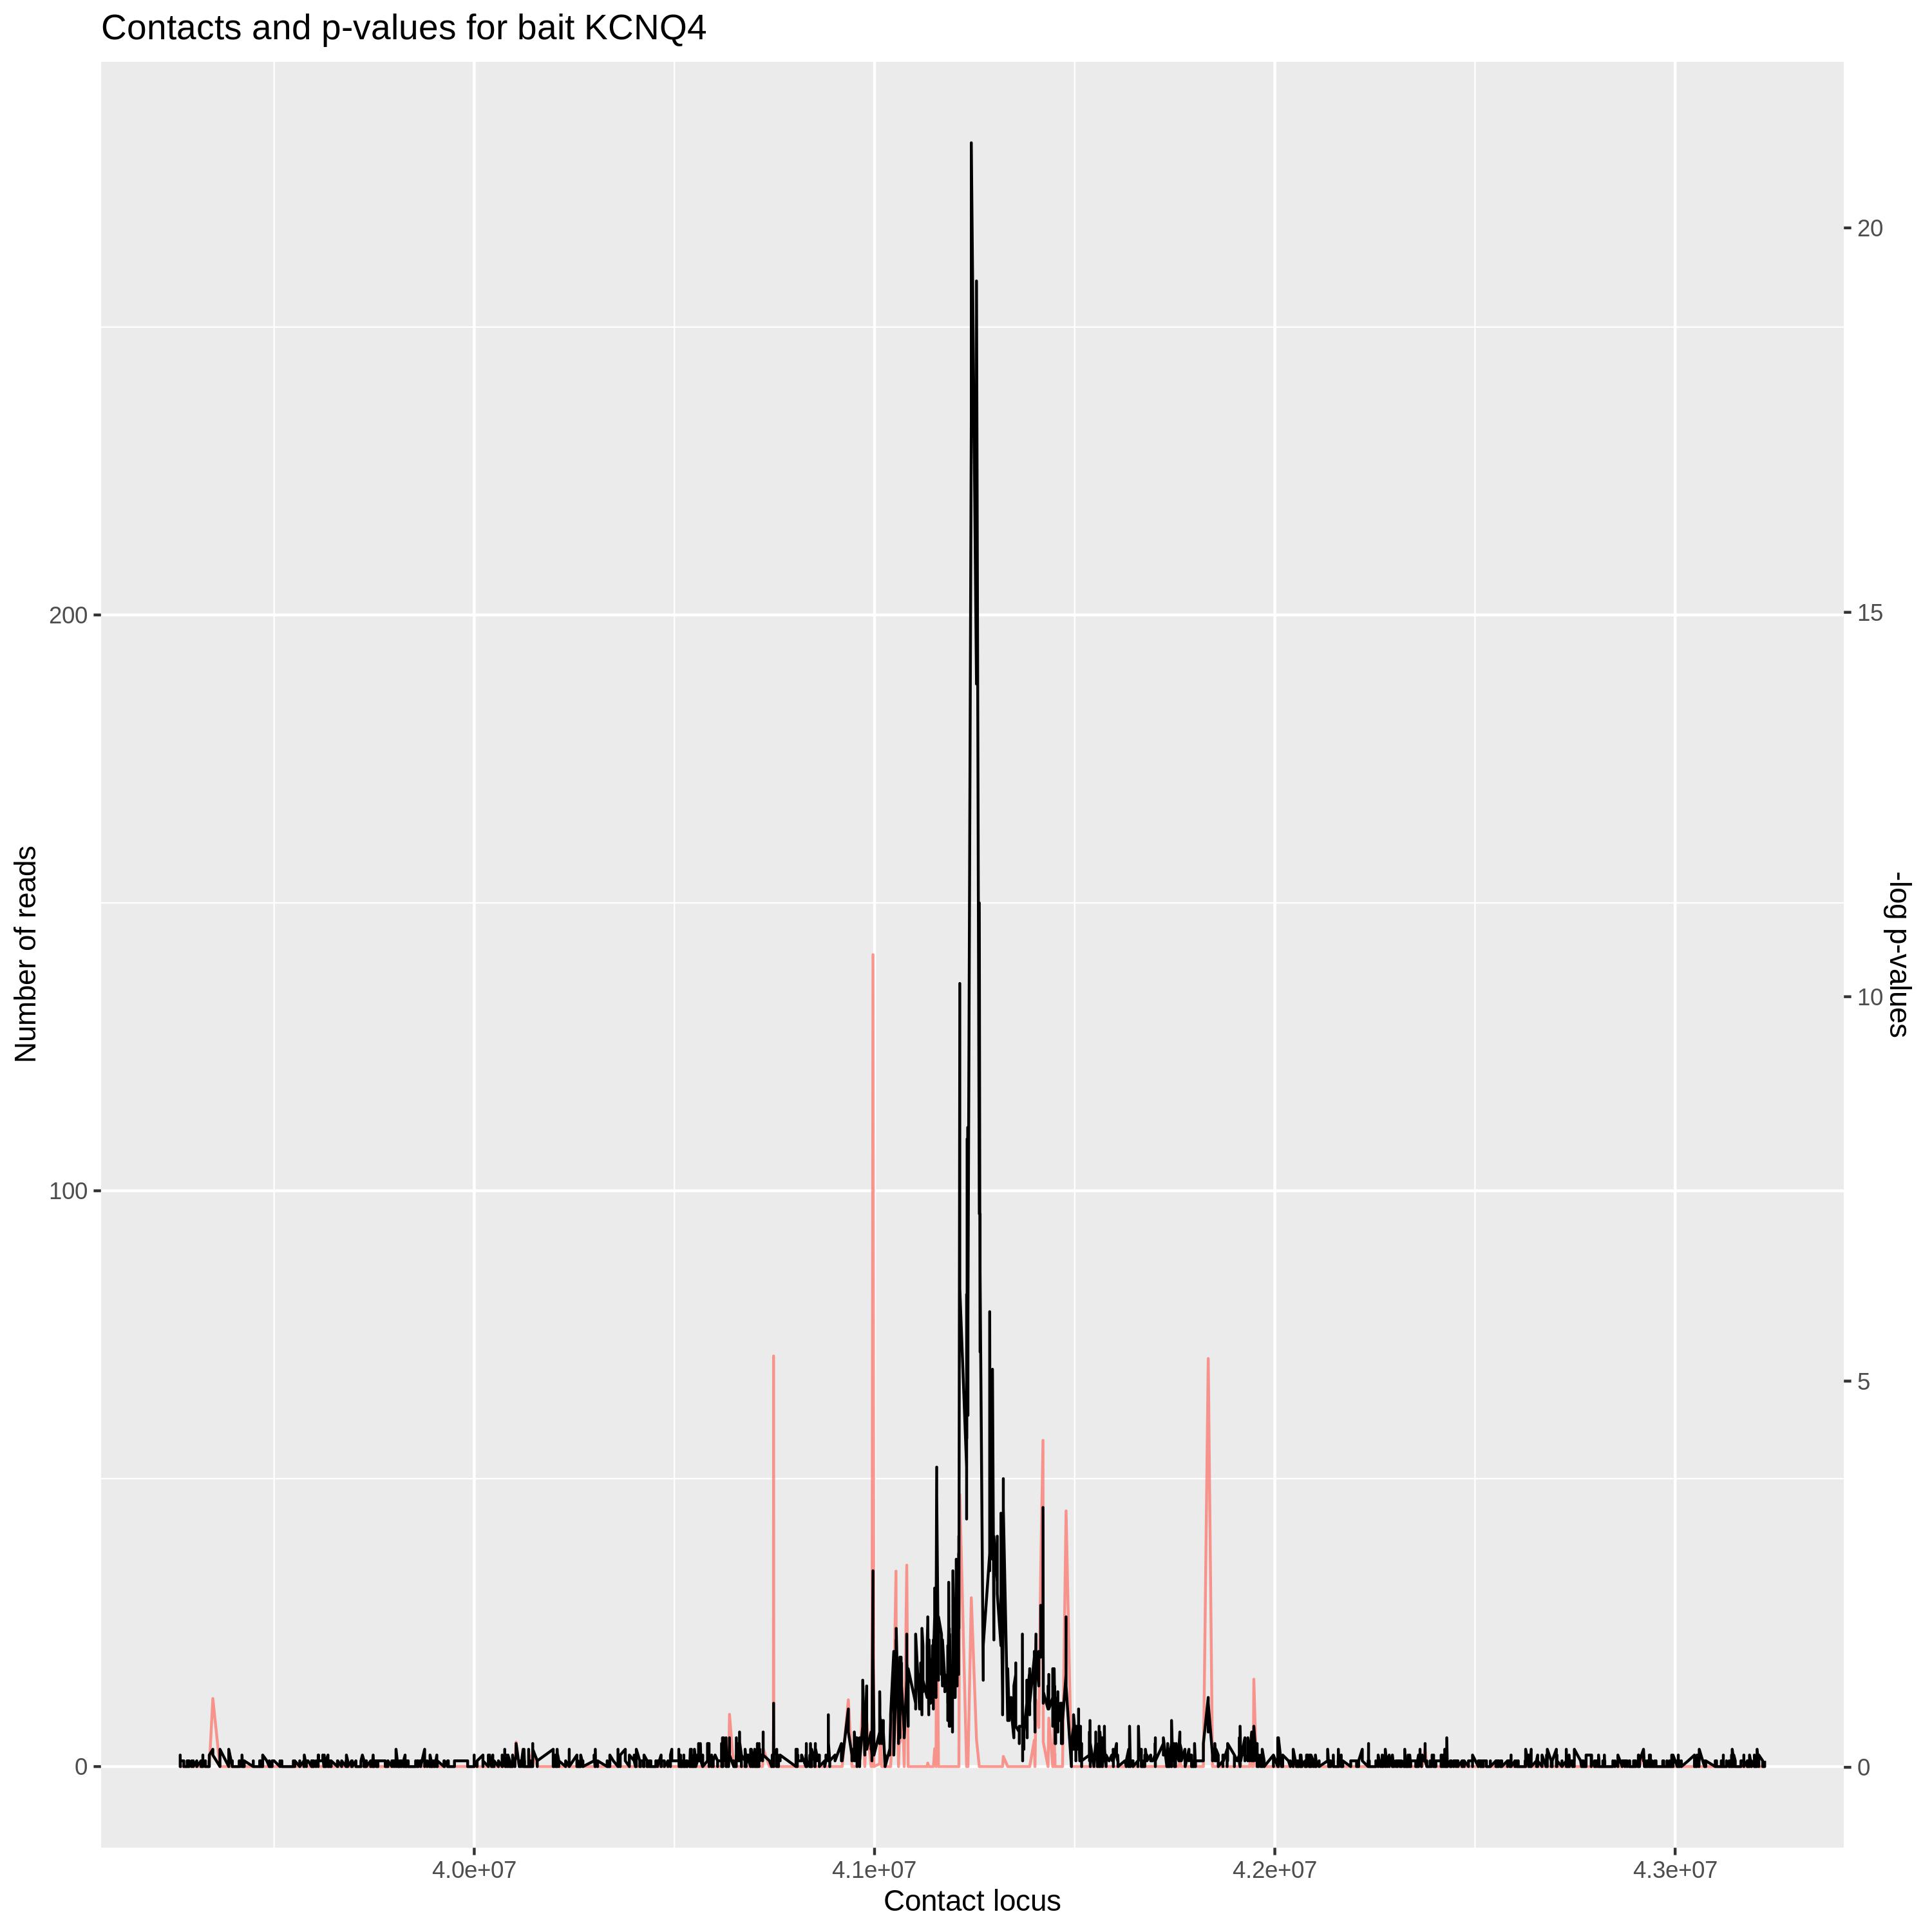 Contacts and p-values for bait KCNQ4
Number of reads
200
100
0
20
15
10
5
0
-log p-values
4.0e+07
4.1e+07
4.2e+07
4.3e+07
Contact locus